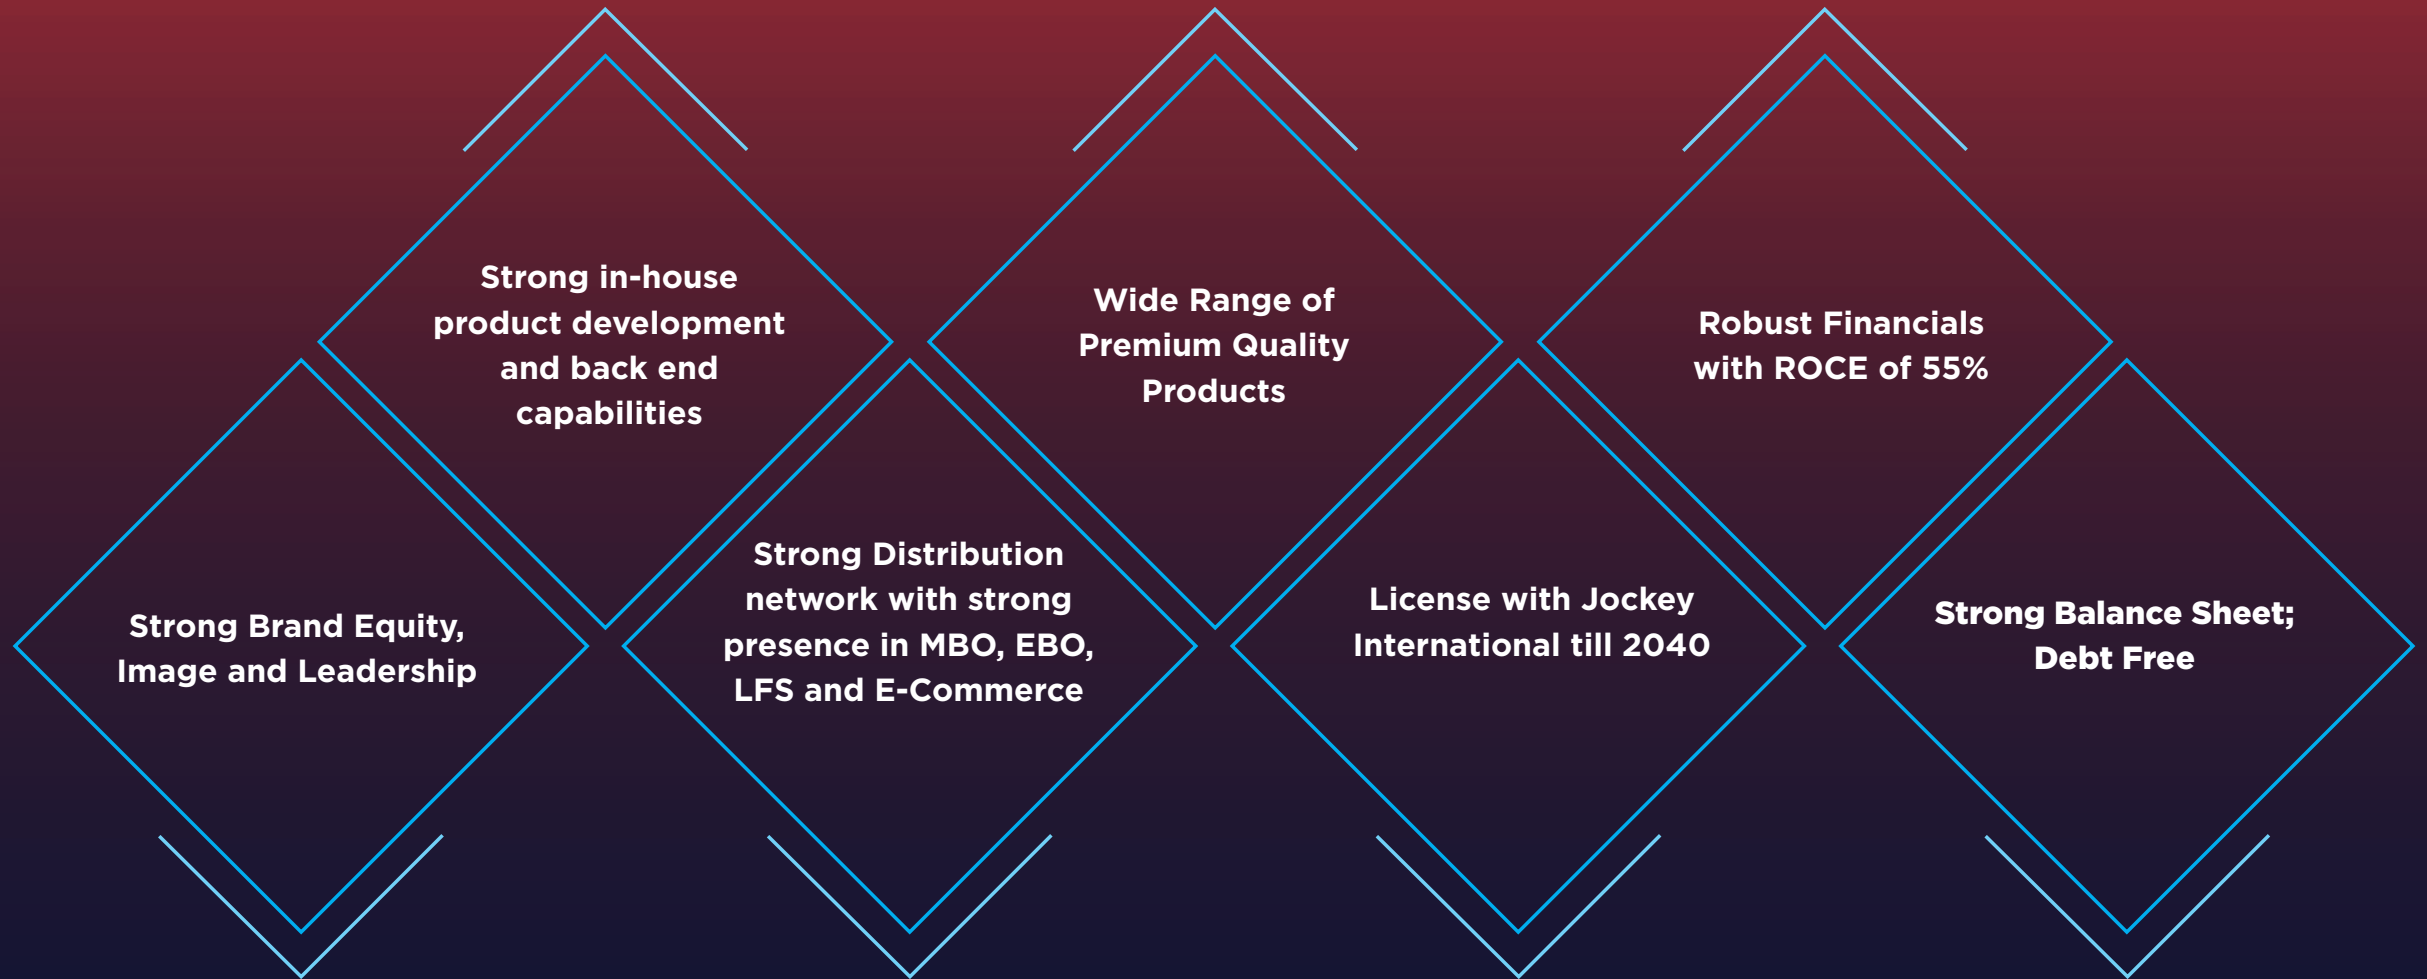 Strong Brand Equity,
Image and Leadership
Strong in-house
product development
and back end
capabilities
Strong Distribution
network with strong
presence in MBO, EBO,
LFS and E-Commerce
Wide Range of
Premium Quality
Products
License with Jockey
International till 2040
Robust Financials
with ROCE of 55%
Strong Balance Sheet;
Debt Free